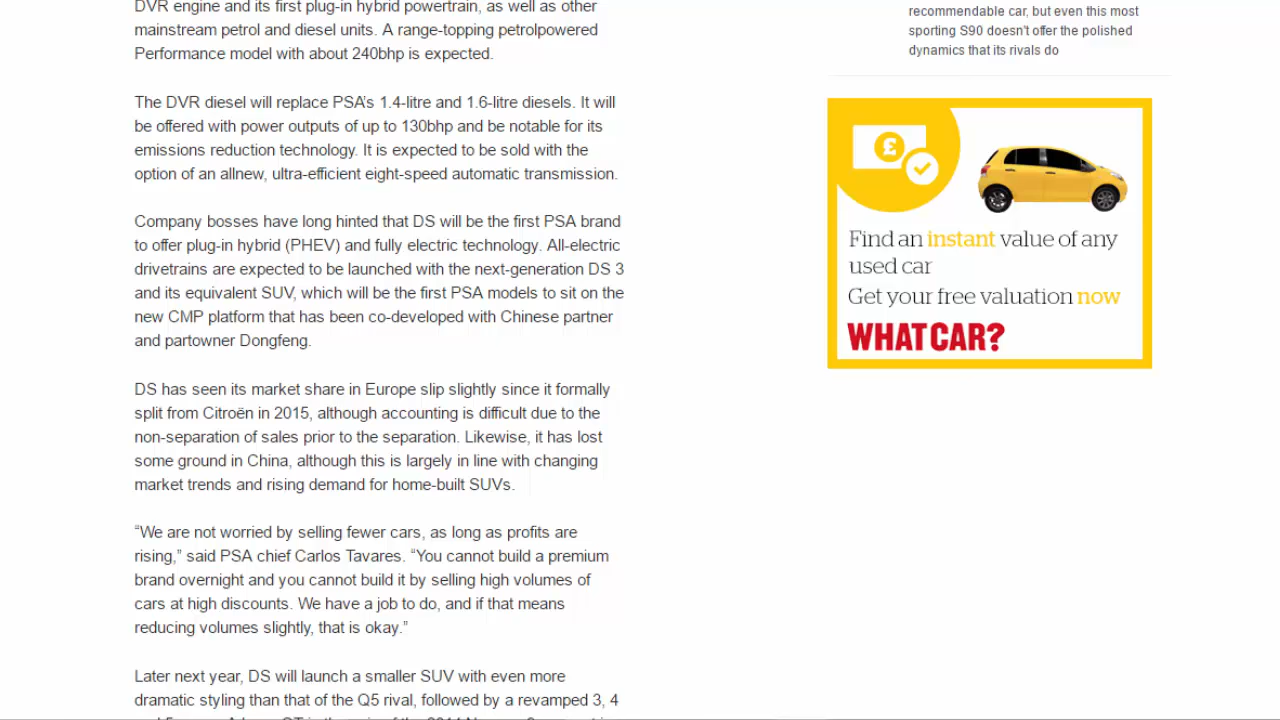 DVR engine and its first plug-in hybrid powertrain, as well as other
mainstream petrol and diesel units. A range-topping petrolpowered
Performance model with about 240bhp is expected.
The DVR diesel will replace PSA's 1.4-litre and 1.6-litre diesels. It will
be offered with power outputs of up to 130bhp and be notable for its
emissions reduction technology. It is expected to be sold with the
option of an allnew, ultra-efficient eight-speed automatic transmission.
Company bosses have long hinted that DS will be the first PSA brand
to offer plug-in hybrid (PHEV) and fully electric technology. All-electric
drivetrains are expected to be launched with the next-generation DS 3
and its equivalent SUV, which will be the first PSA models to sit on the
new CMP platform that has been co-developed with Chinese partner
and partowner Dongfeng.
DS has seen its market share in Europe slip slightly since it formally
split from Citroën in 2015, although accounting is difficult due to the
non-separation of sales prior to the separation. Likewise, it has lost
some ground in China, although this is largely in line with changing
market trends and rising demand for home-built SUVs.
“We are not worried by selling fewer cars, as long as profits are
rising,” said PSA chief Carlos Tavares. “You cannot build a premium
brand overnight and you cannot build it by selling high volumes of
cars at high discounts. We have a job to do, and if that means
reducing volumes slightly, that is okay.”
Later next year, DS will launch a smaller SUV with even more
dramatic styling than that of the Q5 rival, followed by a revamped 3, 4
recommendable car, but even this most
sporting S90 doesn't offer the polished
dynamics that its rivals do
£
Find an instant value of any
used car
Get your free valuation now
WHAT CAR?